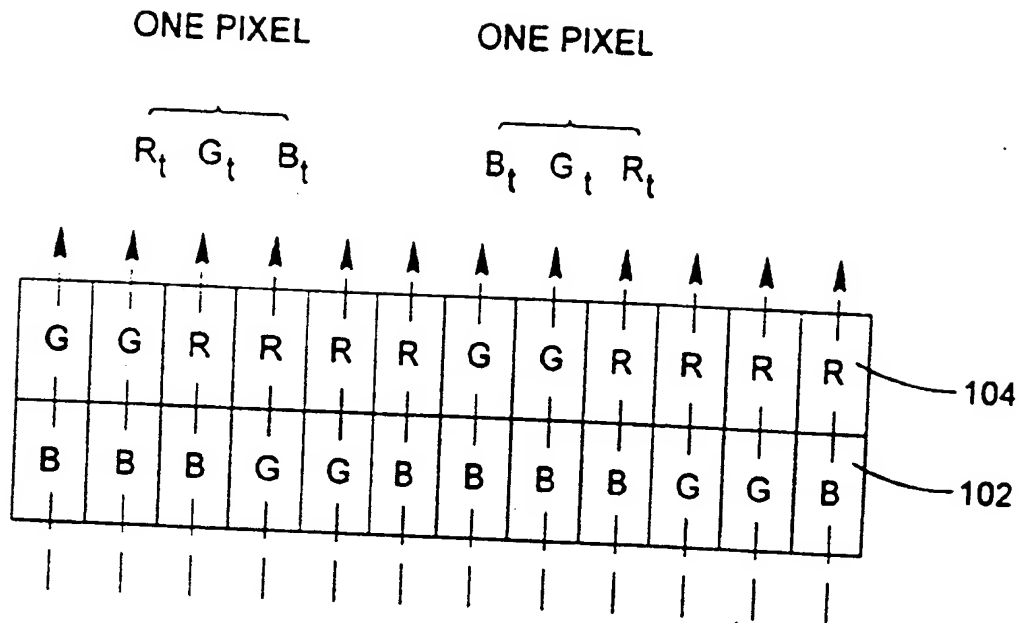 ONE PIXEL ONE PIXEL
Rt Gt Bt Bt Gt Rt
G G R R R R G G R R R R 104
B B B G G B B B B G G B 102